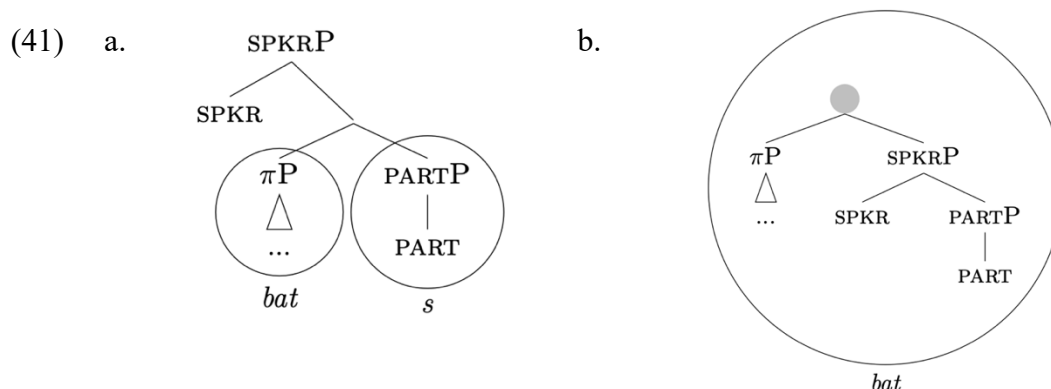 (41) a. b.
SPKRP
SPKR
πP PARTP
... PART
bat s
πP SPKRP
... SPKR PARTP
PART
bat